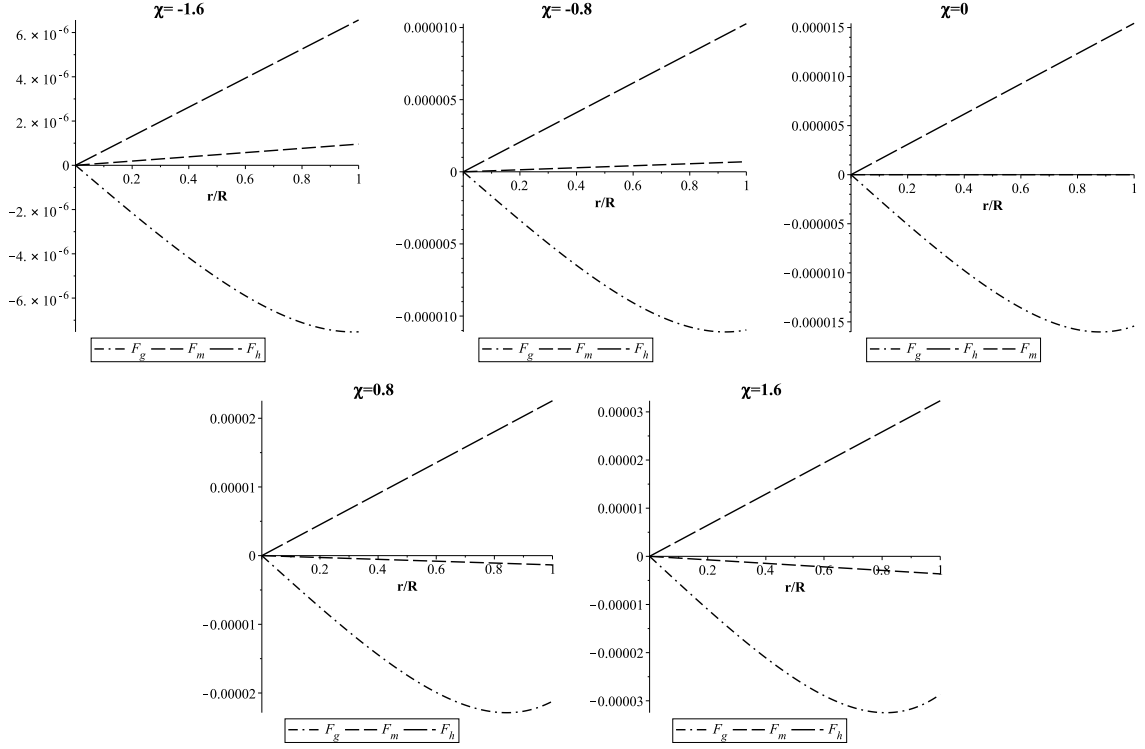 χ= -1.6
6. × 10⁻⁶
4. × 10⁻⁶
2. × 10⁻⁶
0
−2. × 10⁻⁶
−4. × 10⁻⁶
−6. × 10⁻⁶
0.2 0.4 0.6 0.8 1
r/R
F_g F_m F_h
χ= -0.8
0.000010
0.000005
0
−0.000005
−0.000010
0.2 0.4 0.6 0.8 1
r/R
F_g F_m F_h
χ=0
0.000015
0.000010
0.000005
0
−0.000005
−0.000010
−0.000015
0.2 0.4 0.6 0.8 1
r/R
F_g F_h F_m
χ=0.8
0.00002
0.00001
0
−0.00001
−0.00002
0.2 0.4 0.6 0.8 1
r/R
F_g F_m F_h
χ=1.6
0.00003
0.00002
0.00001
0
−0.00001
−0.00002
−0.00003
0.2 0.4 0.6 0.8 1
r/R
F_g F_m F_h